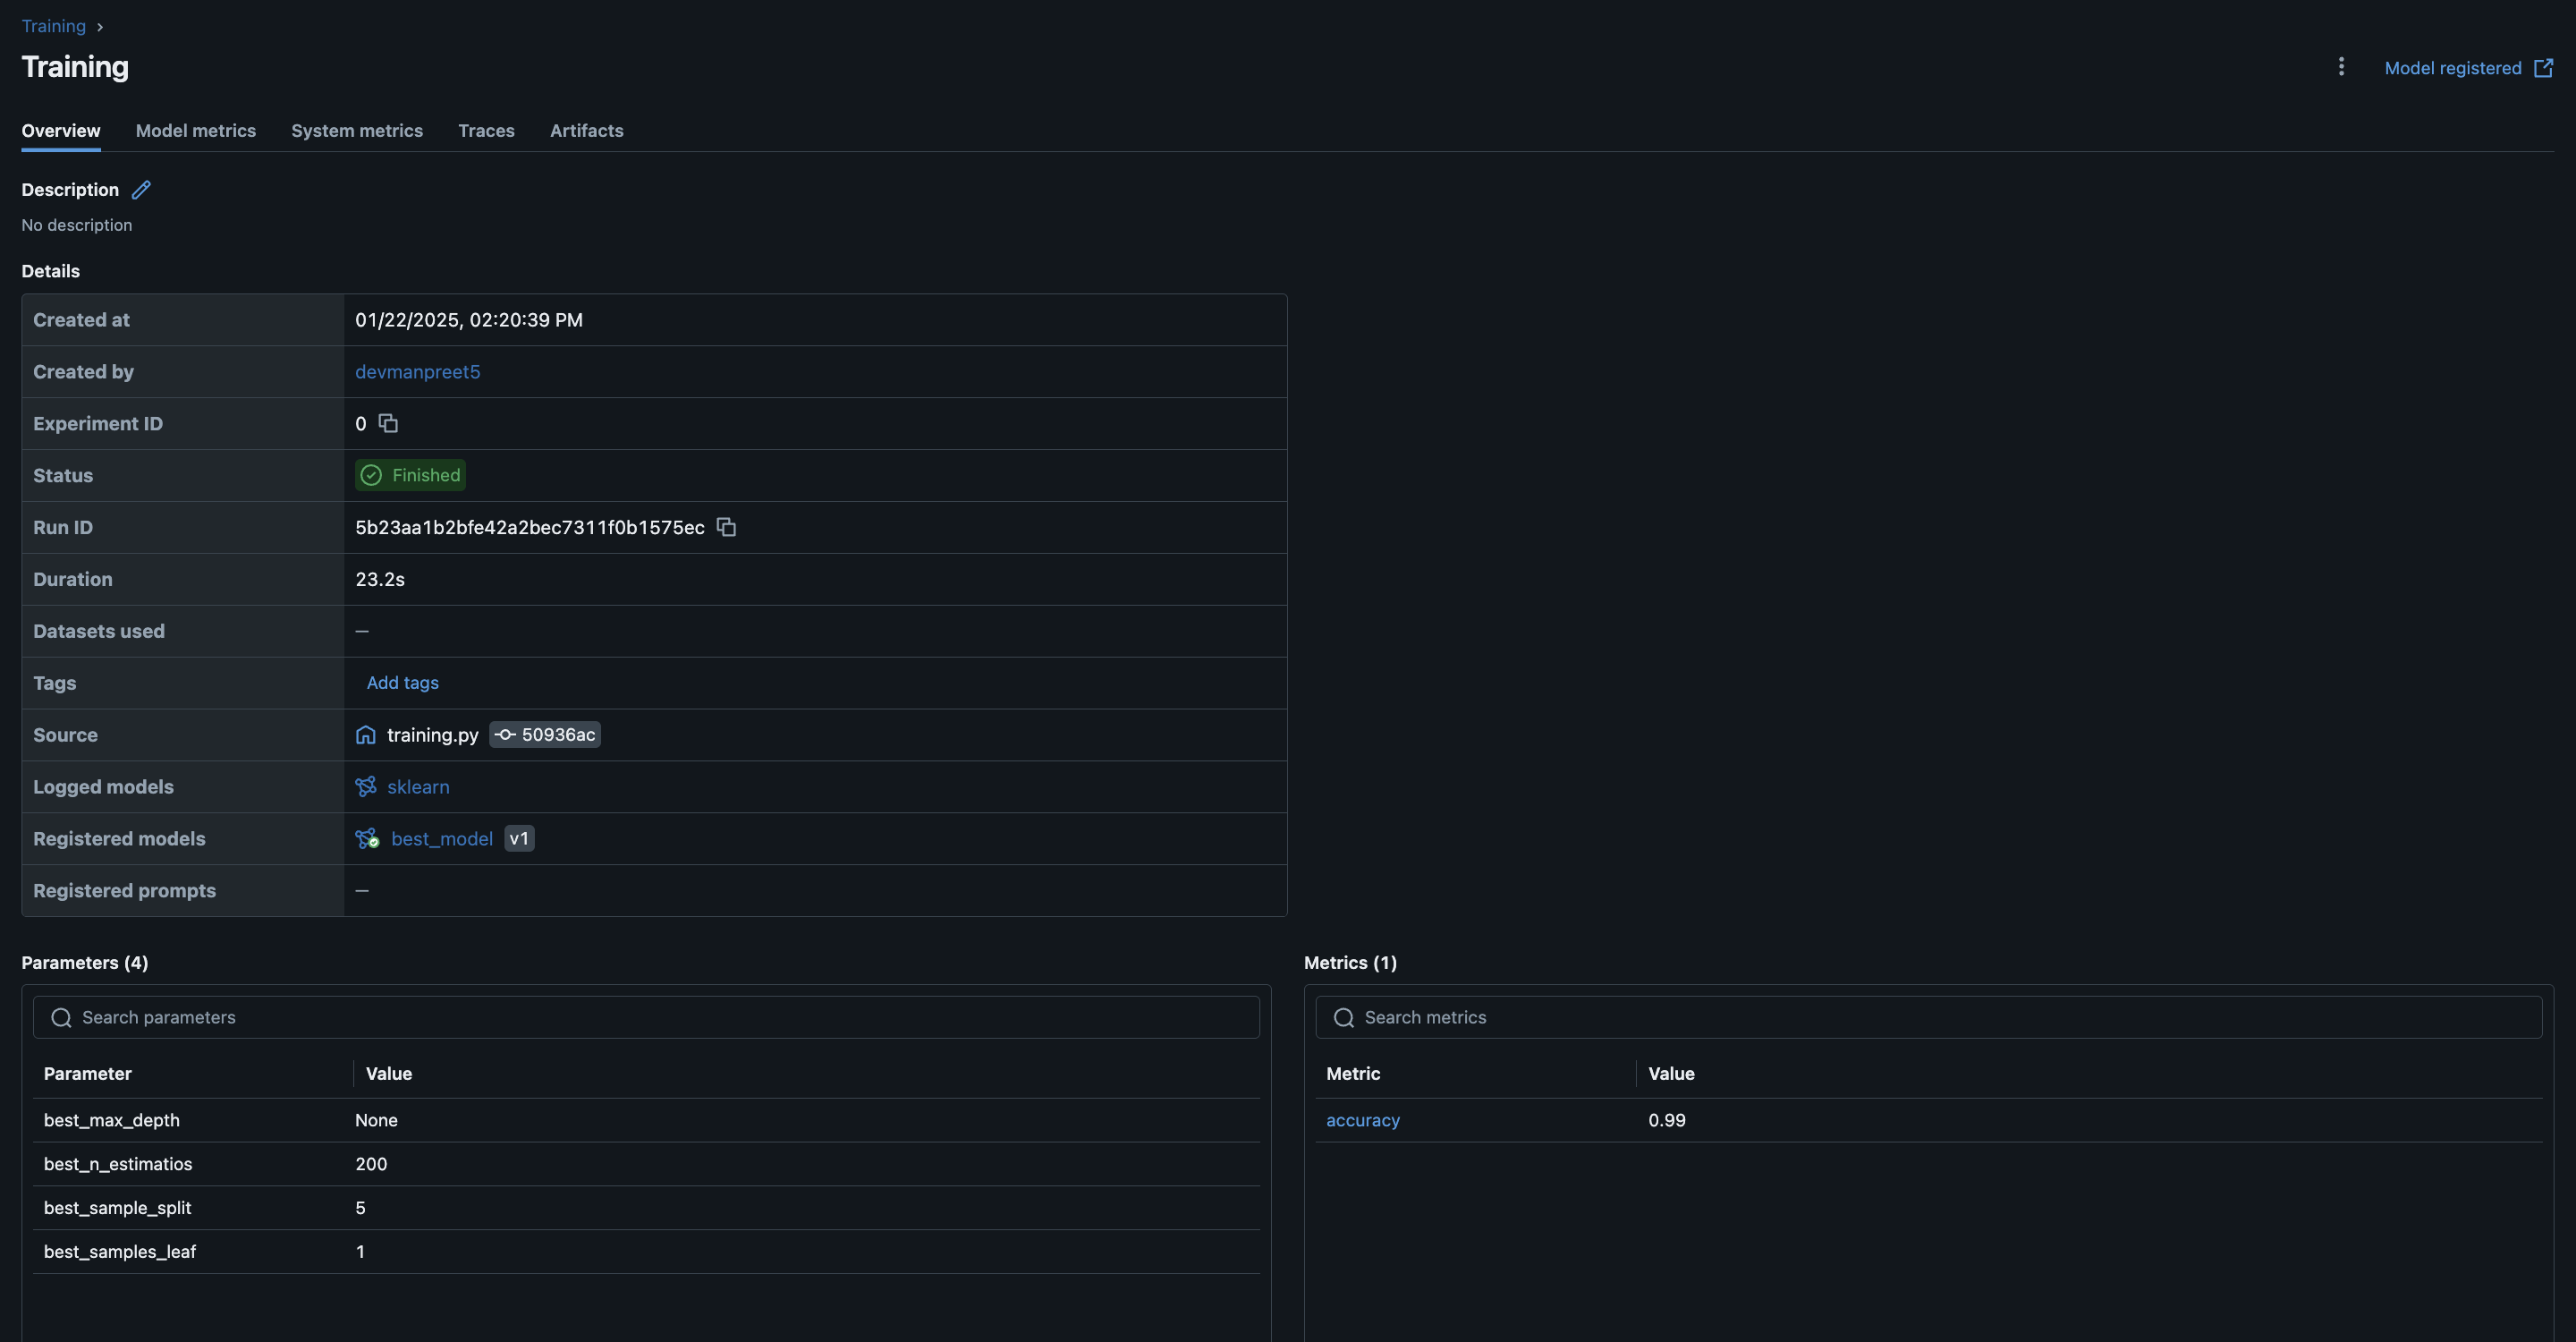 Training ›
Training
Model registered
Overview Model metrics System metrics Traces Artifacts
Description
No description
Details
Created at 01/22/2025, 02:20:39 PM
Created by devmanpreet5
Experiment ID 0
Status Finished
Run ID 5b23aa1b2bfe42a2bec7311f0b1575ec
Duration 23.2s
Datasets used —
Tags Add tags
Source training.py 50936ac
Logged models sklearn
Registered models best_model v1
Registered prompts —
Parameters (4)
Search parameters
Parameter Value
best_max_depth None
best_n_estimatios 200
best_sample_split 5
best_samples_leaf 1
Metrics (1)
Search metrics
Metric Value
accuracy 0.99